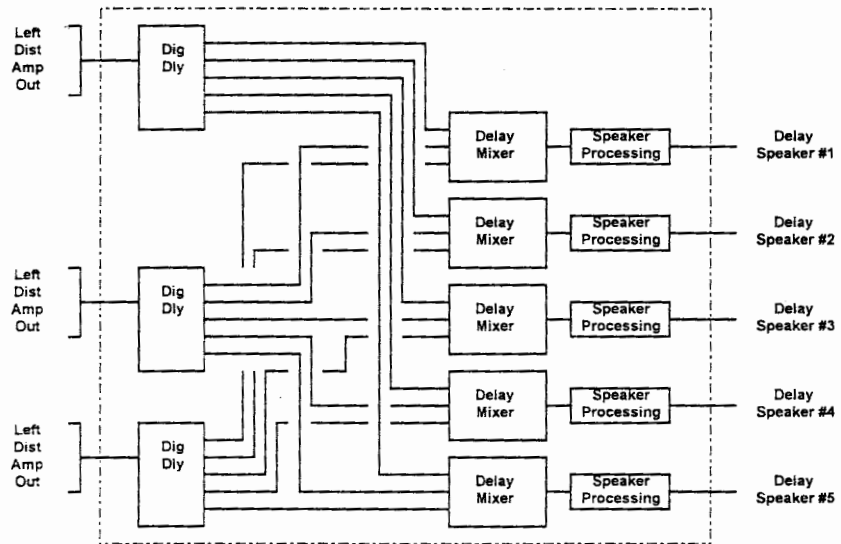 Left
Dist
Amp
Out
Dig
Dly
Delay
Mixer
Speaker
Processing
Delay
Speaker #1
Delay
Mixer
Speaker
Processing
Delay
Speaker #2
Left
Dist
Amp
Out
Dig
Dly
Delay
Mixer
Speaker
Processing
Delay
Speaker #3
Delay
Mixer
Speaker
Processing
Delay
Speaker #4
Left
Dist
Amp
Out
Dig
Dly
Delay
Mixer
Speaker
Processing
Delay
Speaker #5